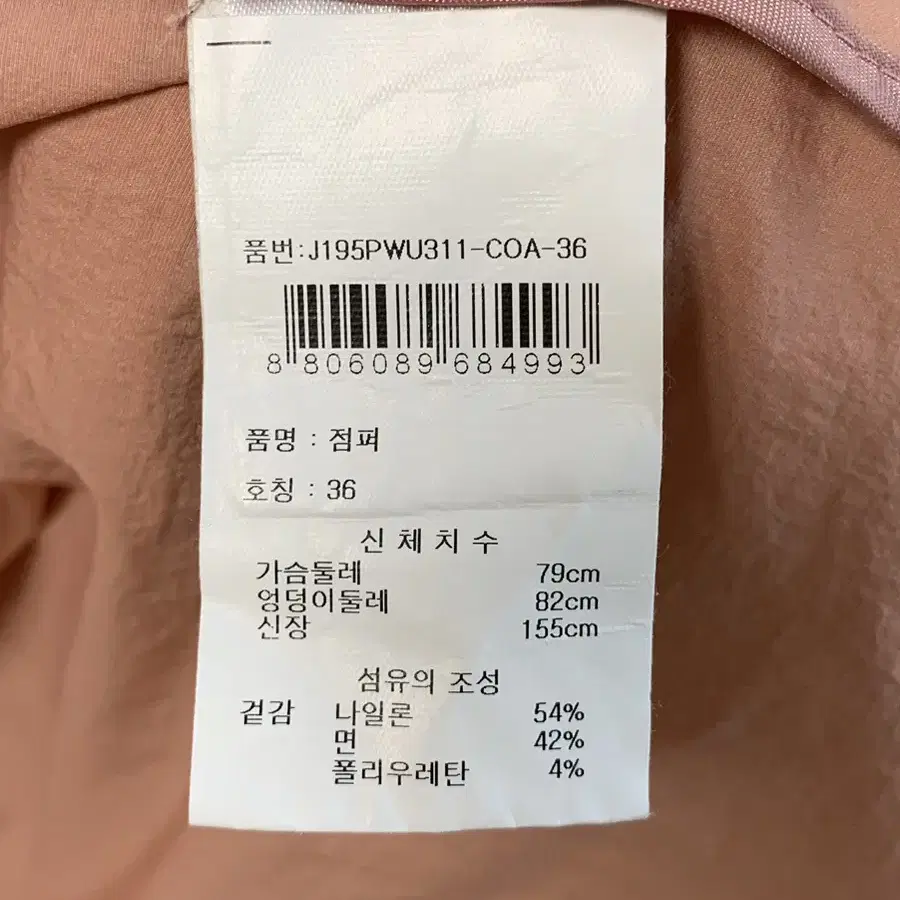 품번:J195PWU311-COA-36
8 806089 684993
품명 : 점퍼
호칭 : 36
신체치수
가슴둘레 79cm
엉덩이둘레 82cm
신장 155cm
섬유의 조성
겉감 나일론 54%
면 42%
폴리우레탄 4%